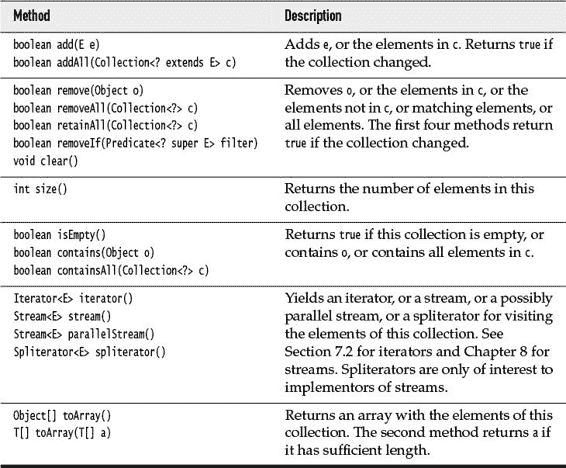 Method Description
boolean add(E e)
boolean addAll(Collection<? extends E> c)
Adds e, or the elements in c. Returns true if
the collection changed.
boolean remove(Object o)
boolean removeAll(Collection<?> c)
boolean retainAll(Collection<?> c)
boolean removeIf(Predicate<? super E> filter)
void clear()
Removes o, or the elements in c, or the
elements not in c, or matching elements, or
all elements. The first four methods return
true if the collection changed.
int size()
Returns the number of elements in this
collection.
boolean isEmpty()
boolean contains(Object o)
boolean containsAll(Collection<?> c)
Returns true if this collection is empty, or
contains o, or contains all elements in c.
Iterator<E> iterator()
Stream<E> stream()
Stream<E> parallelStream()
Spliterator<E> spliterator()
Yields an iterator, or a stream, or a possibly
parallel stream, or a spliterator for visiting
the elements of this collection. See
Section 7.2 for iterators and Chapter 8 for
streams. Spliterators are only of interest to
implementors of streams.
Object[] toArray()
T[] toArray(T[] a)
Returns an array with the elements of this
collection. The second method returns a if
it has sufficient length.